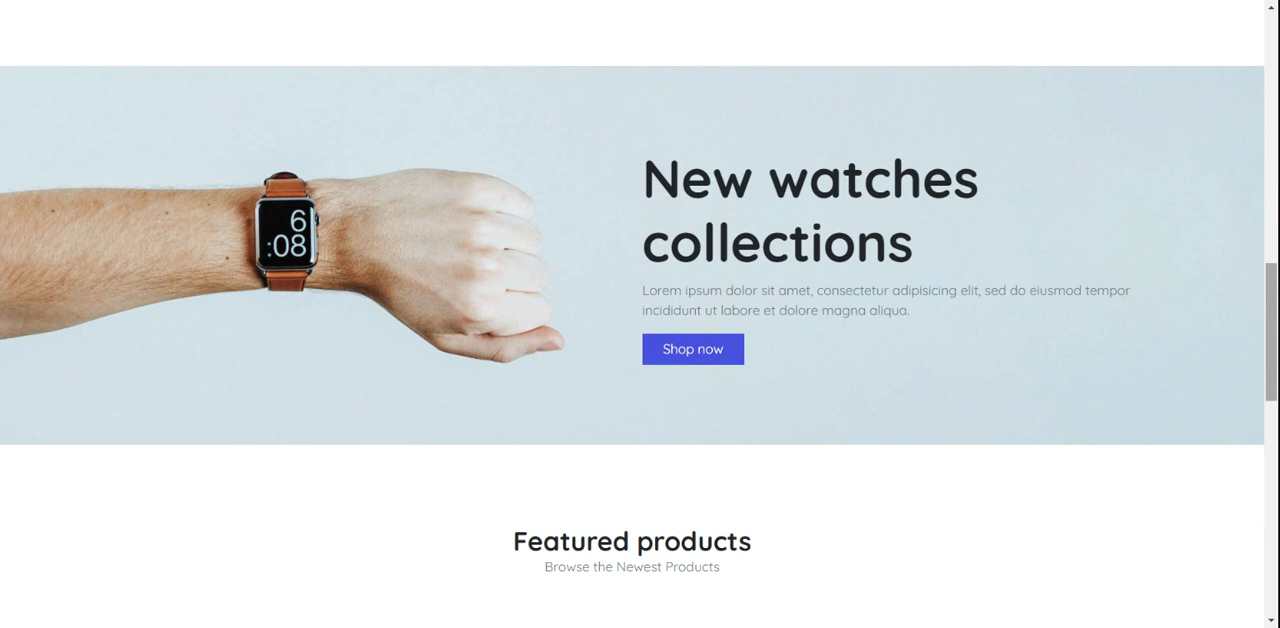 6
:08
New watches
collections
Lorem ipsum dolor sit amet, consectetur adipisicing elit, sed do eiusmod tempor
incididunt ut labore et dolore magna aliqua.
Shop now
Featured products
Browse the Newest Products